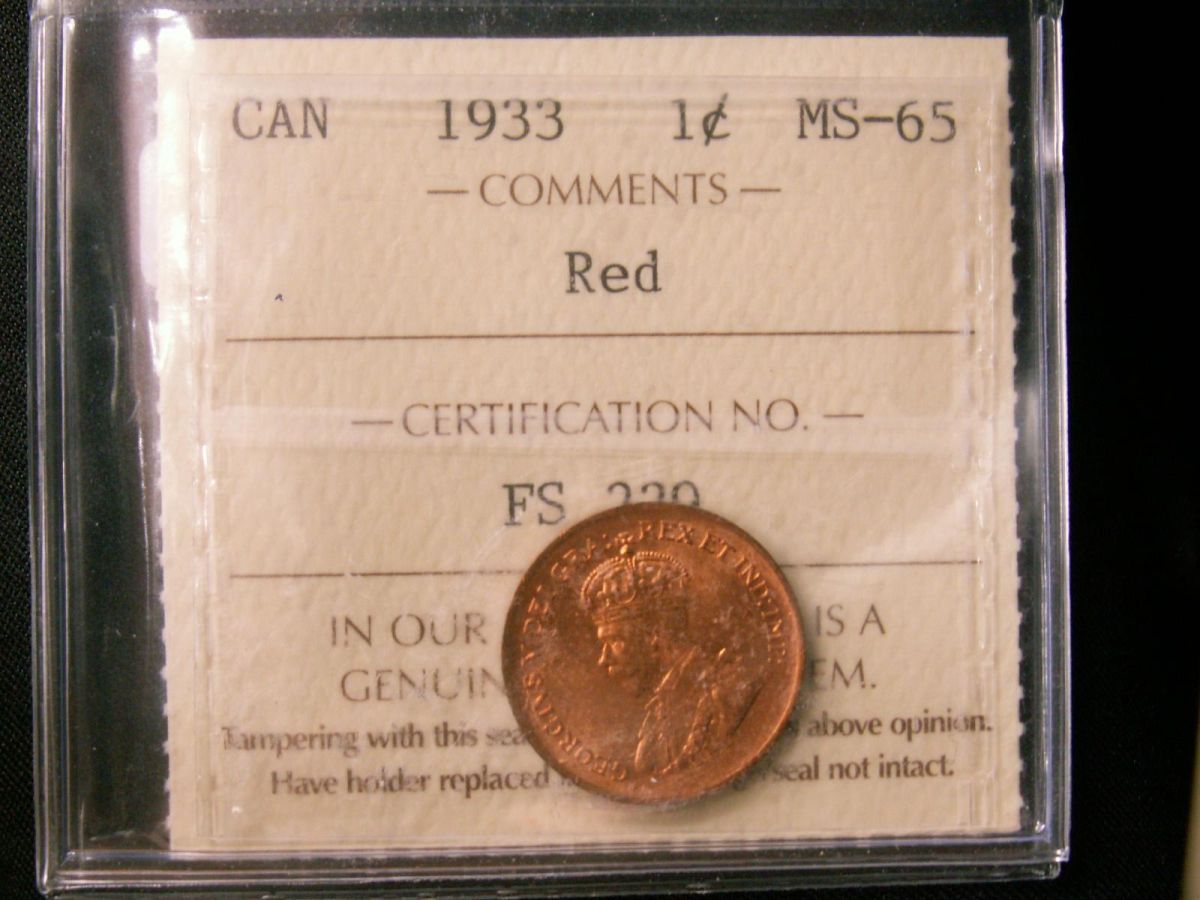 CAN 1933 1¢ MS-65
— COMMENTS —
Red
— CERTIFICATION NO. —
FS
IN OUR IS A
GENUIN EM.
Tampering with this sea s above opinion.
Have holder replaced seal not intact.
GEORGIVS V DEI GRA: REX ET IND:IMP: